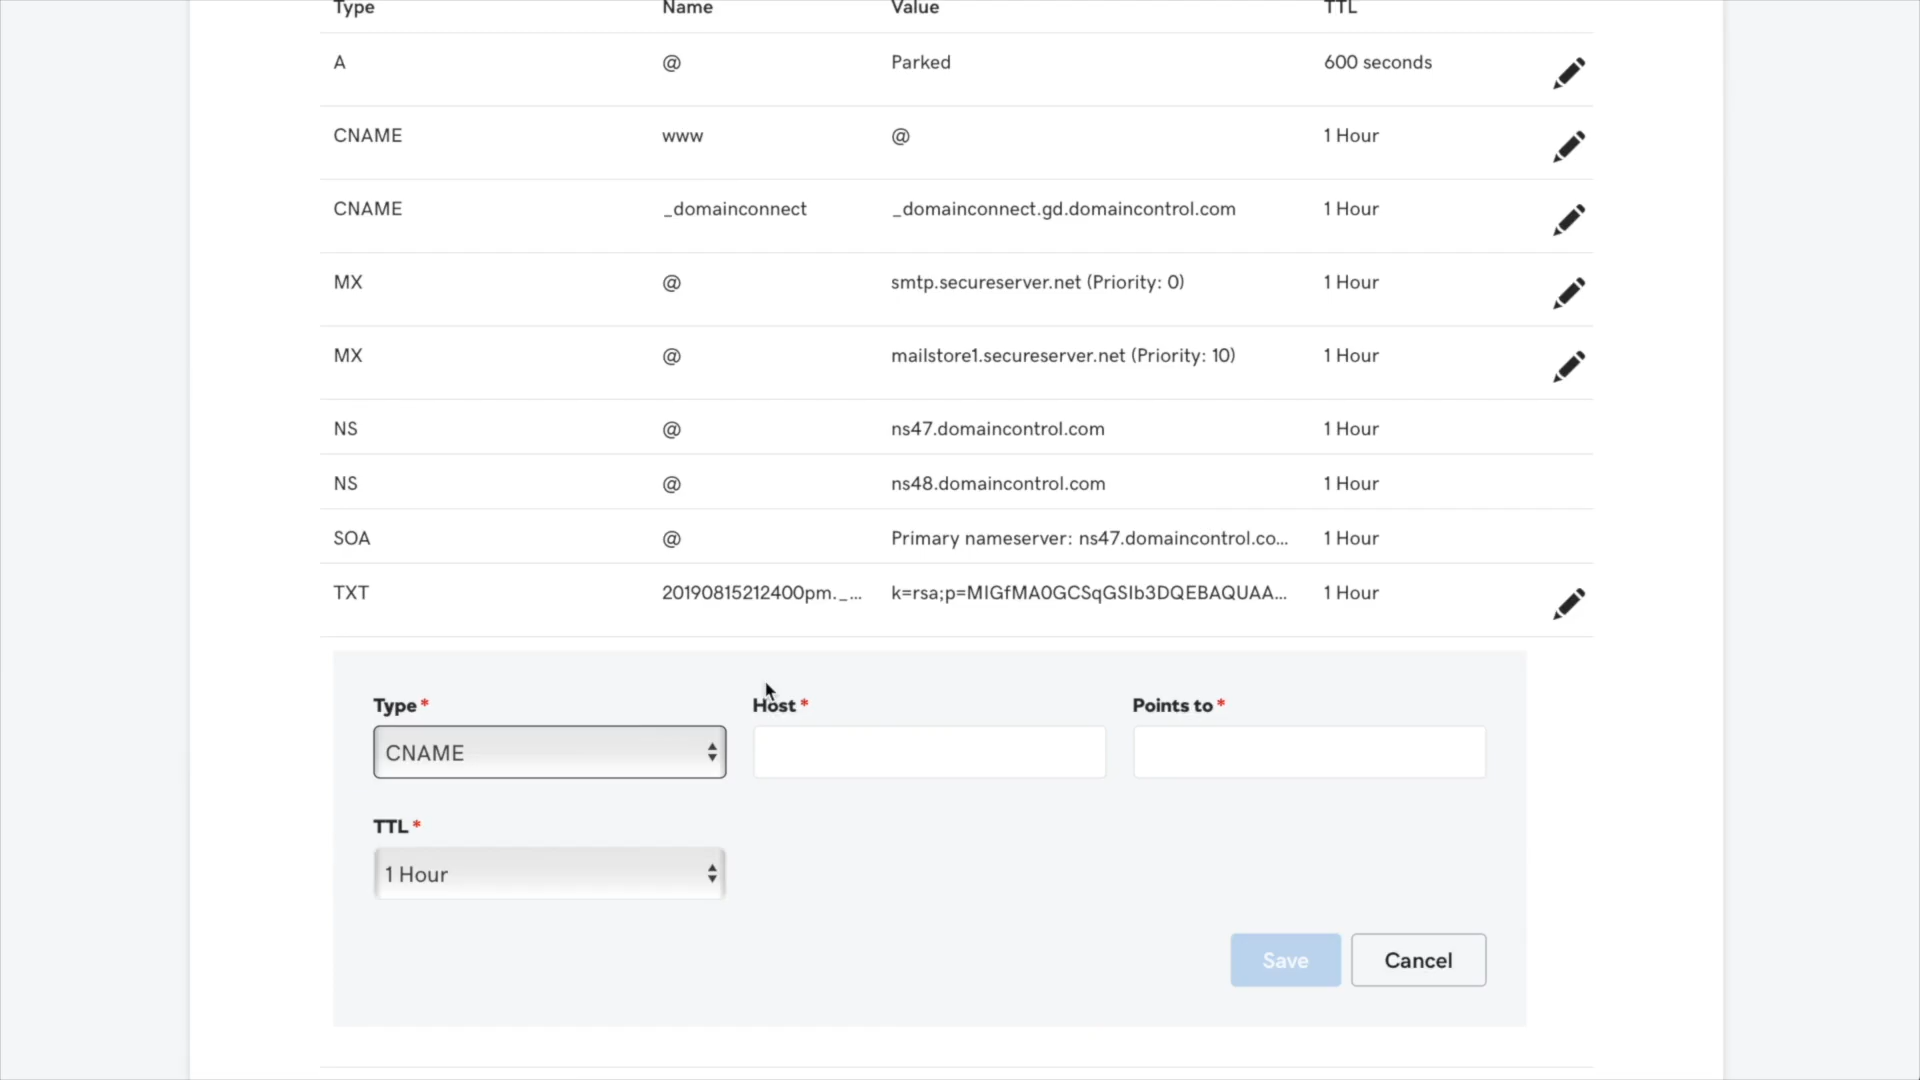 Type Name Value TTL
A @ Parked 600 seconds
CNAME www @ 1 Hour
CNAME _domainconnect _domainconnect.gd.domaincontrol.com 1 Hour
MX @ smtp.secureserver.net (Priority: 0) 1 Hour
MX @ mailstore1.secureserver.net (Priority: 10) 1 Hour
NS @ ns47.domaincontrol.com 1 Hour
NS @ ns48.domaincontrol.com 1 Hour
SOA @ Primary nameserver: ns47.domaincontrol.co... 1 Hour
TXT 20190815212400pm._... k=rsa;p=MIGfMA0GCSqGSIb3DQEBAQUAA... 1 Hour
Type * Host * Points to *
CNAME
TTL *
1 Hour
Save Cancel